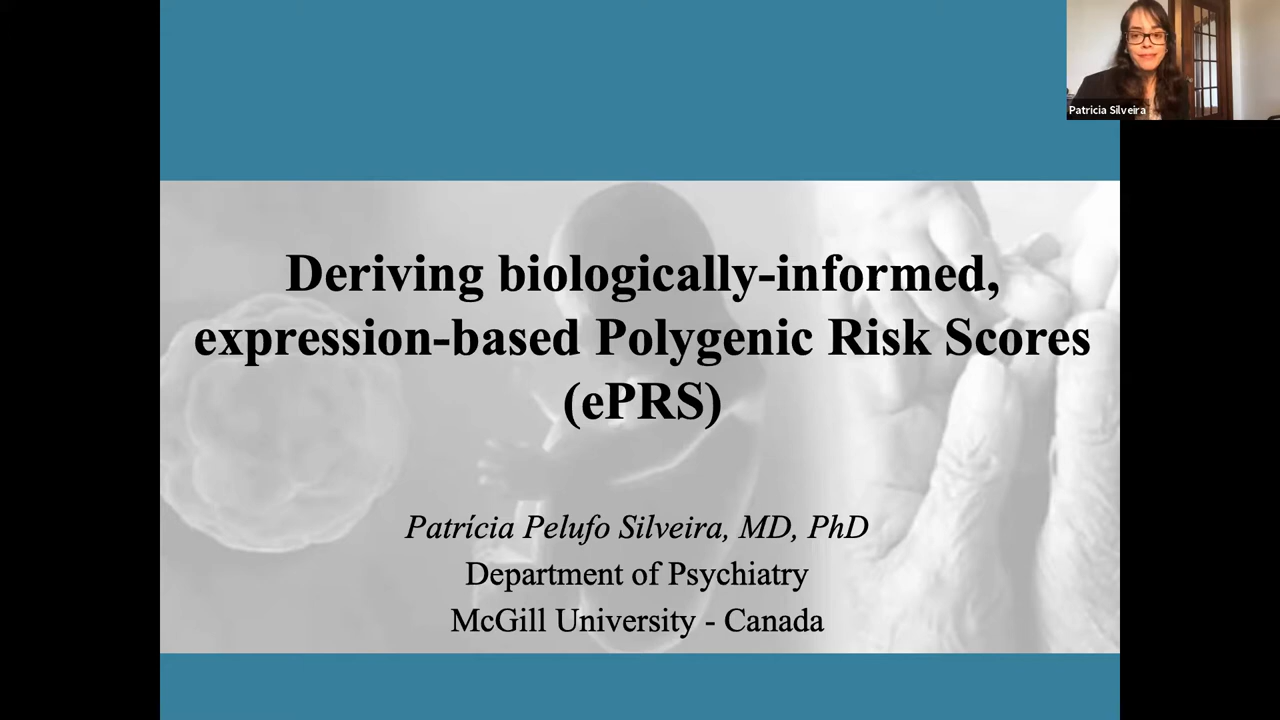 Patricia Silveira
Deriving biologically-informed,
expression-based Polygenic Risk Scores
(ePRS)
Patrícia Pelufo Silveira, MD, PhD
Department of Psychiatry
McGill University - Canada